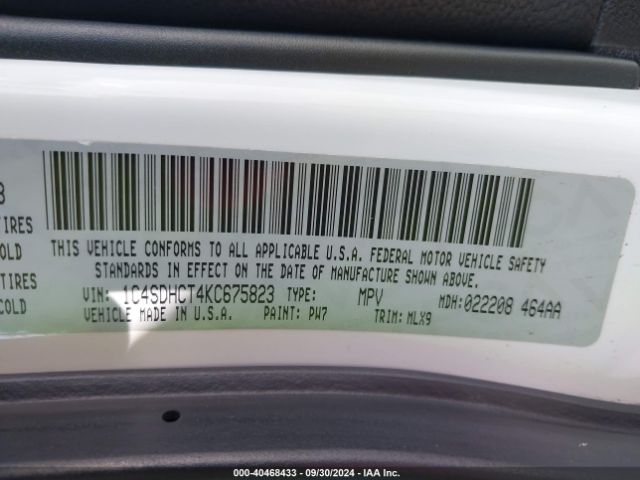 8
TIRES
COLD
TIRES
COLD
THIS VEHICLE CONFORMS TO ALL APPLICABLE U.S.A. FEDERAL MOTOR VEHICLE SAFETY
STANDARDS IN EFFECT ON THE DATE OF MANUFACTURE SHOWN ABOVE.
VIN: 1C4SDHCT4KC675823 TYPE: MPV MDH:022208 464AA
VEHICLE MADE IN U.S.A. PAINT: PW7 TRIM: MLX9
000-40468433 - 09/30/2024 - IAA Inc.